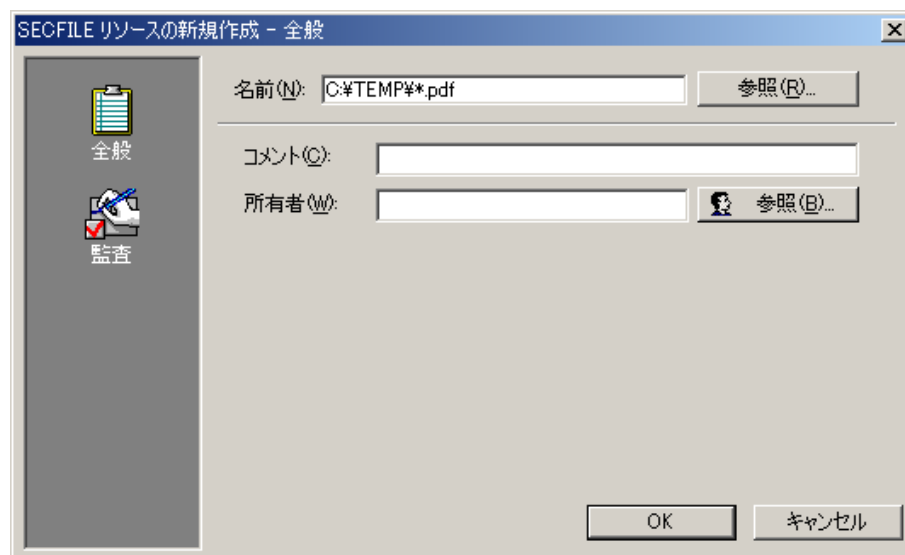 SECFILE リソースの新規作成 - 全般
全般
監査
名前(N): C:¥TEMP¥*.pdf 参照(R)...
コメント(C):
所有者(W): 参照(B)...
OK キャンセル